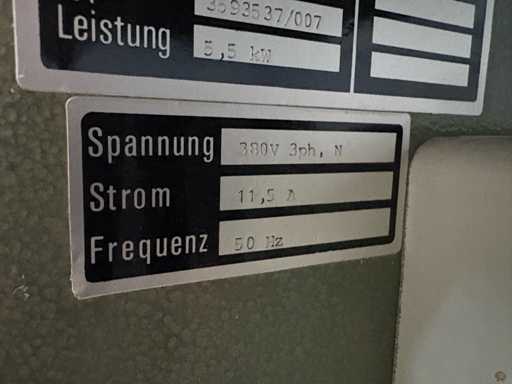 3593537/007
Leistung 5,5 kW
Spannung 380V 3ph, N
Strom 11,5 A
Frequenz 50 Hz